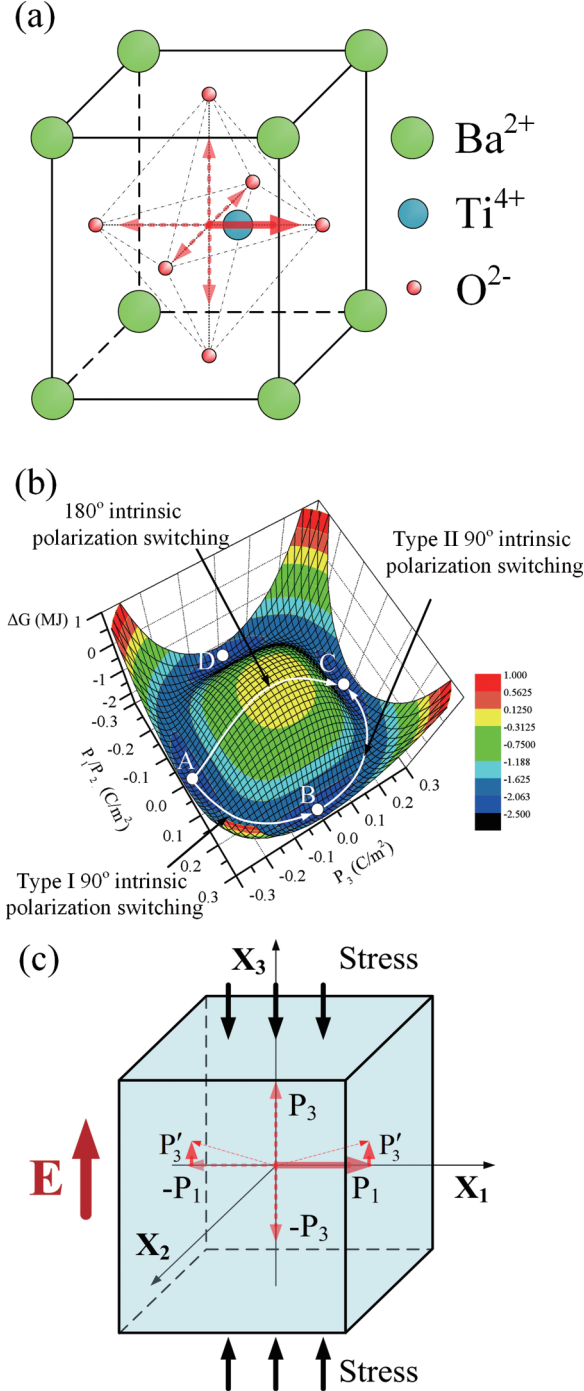 (a)
Ba2+
Ti4+
O2-
(b)
180° intrinsic
polarization switching
Type II 90° intrinsic
polarization switching
ΔG (MJ)
1
0
-1
-2
-3
-0.3
-0.2
-0.1
0.0
0.1
0.2
0.3
P1/P2 (C/m2)
-0.3
-0.2
-0.1
0.0
0.1
0.2
0.3
P3 (C/m2)
A
B
C
D
1.000
0.5625
0.1250
-0.3125
-0.7500
-1.188
-1.625
-2.063
-2.500
Type I 90° intrinsic
polarization switching
(c)
X3
Stress
E
P3
P3′
P3′
-P1
P1
X1
-P3
X2
Stress